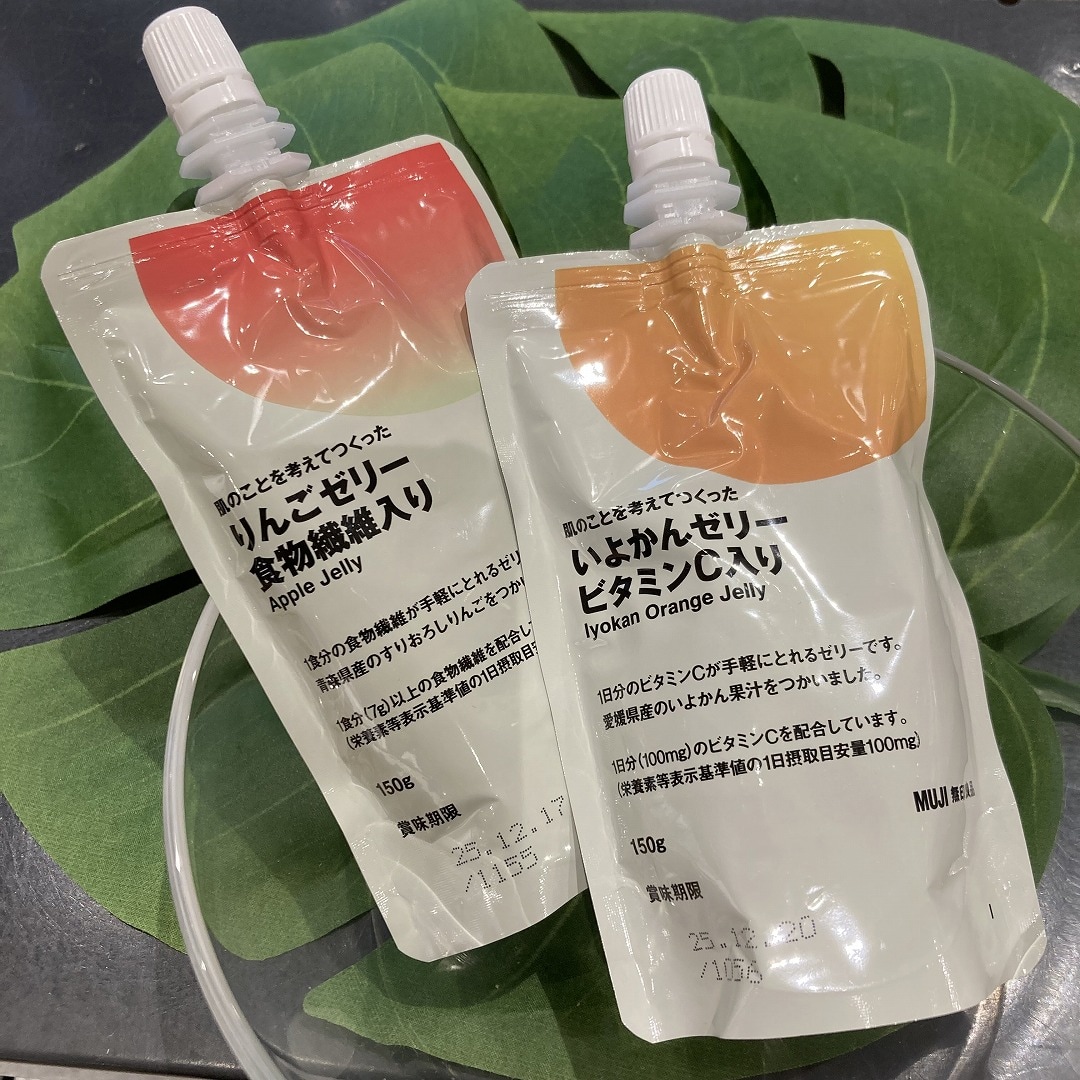 肌のことを考えてつくった
りんごゼリー
食物繊維入り
Apple Jelly
1食分の食物繊維が手軽にとれるゼリ
青森県産のすりおろしりんごをつか
1食分(7g)以上の食物繊維を配合し
(栄養素等表示基準値の1日摂取目安
150g
賞味期限
25.12.17
/1155
肌のことを考えてつくった
いよかんゼリー
ビタミンC入り
Iyokan Orange Jelly
1日分のビタミンCが手軽にとれるゼリーです。
愛媛県産のいよかん果汁をつかいました。
1日分(100mg)のビタミンCを配合しています。
(栄養素等表示基準値の1日摂取目安量100mg)
MUJI 無印良品
150g
賞味期限
25.12.20